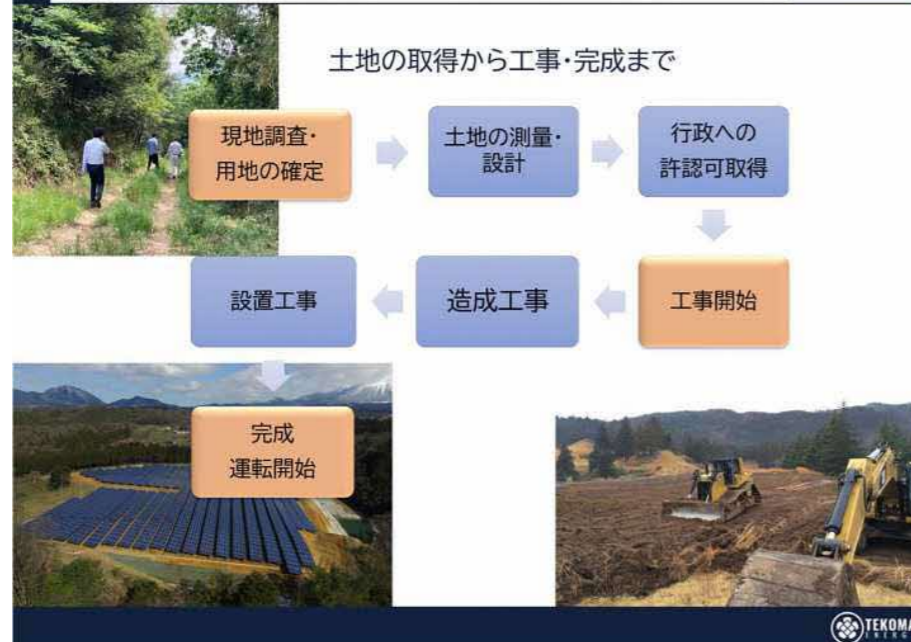 土地の取得から工事・完成まで
現地調査・
用地の確定
土地の測量・
設計
行政への
許認可取得
工事開始
造成工事
設置工事
完成
運転開始
TEKOMA